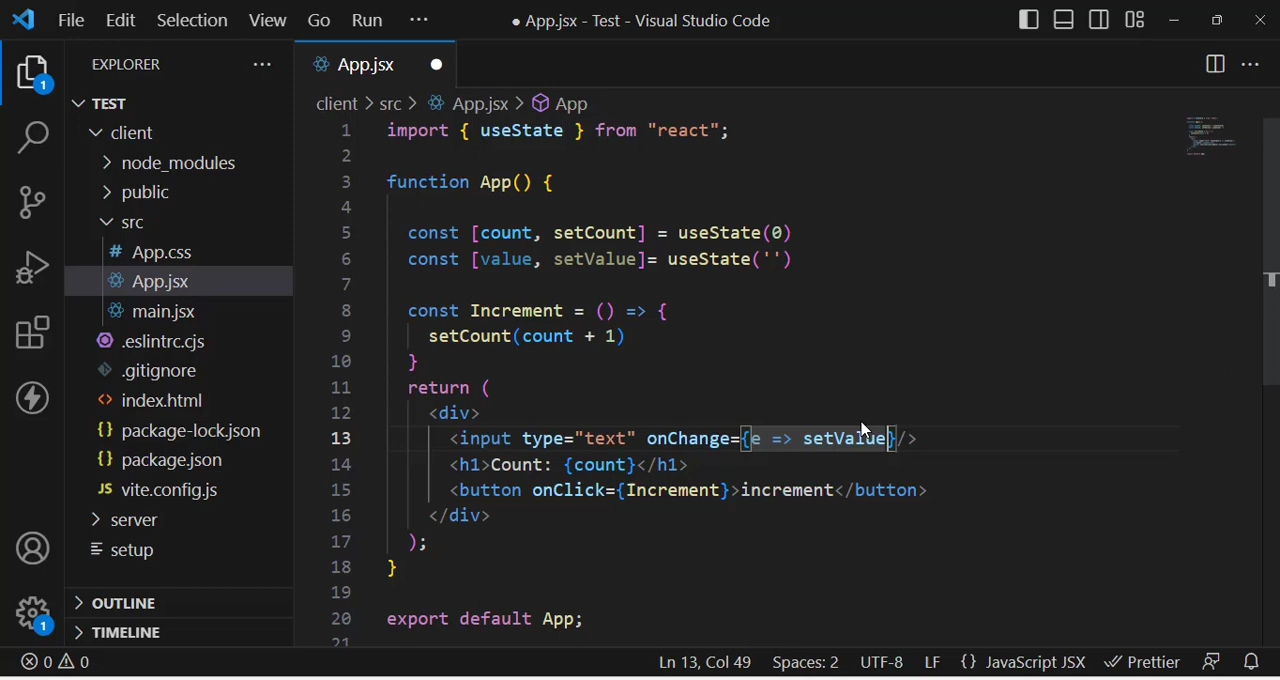 File Edit Selection View Go Run ··· ● App.jsx - Test - Visual Studio Code
EXPLORER ···
App.jsx ●
1
TEST
client
node_modules
public
src
# App.css
App.jsx
main.jsx
.eslintrc.cjs
.gitignore
<> index.html
{} package-lock.json
{} package.json
JS vite.config.js
server
setup
OUTLINE
TIMELINE
1
client > src > App.jsx > App
1 import { useState } from "react";
2
3 function App() {
4
5 const [count, setCount] = useState(0)
6 const [value, setValue]= useState('')
7
8 const Increment = () => {
9 setCount(count + 1)
10 }
11 return (
12 <div>
13 <input type="text" onChange={e => setValue}/>
14 <h1>Count: {count}</h1>
15 <button onClick={Increment}>increment</button>
16 </div>
17 );
18 }
19
20 export default App;
21
0 0 Ln 13, Col 49 Spaces: 2 UTF-8 LF {} JavaScript JSX Prettier